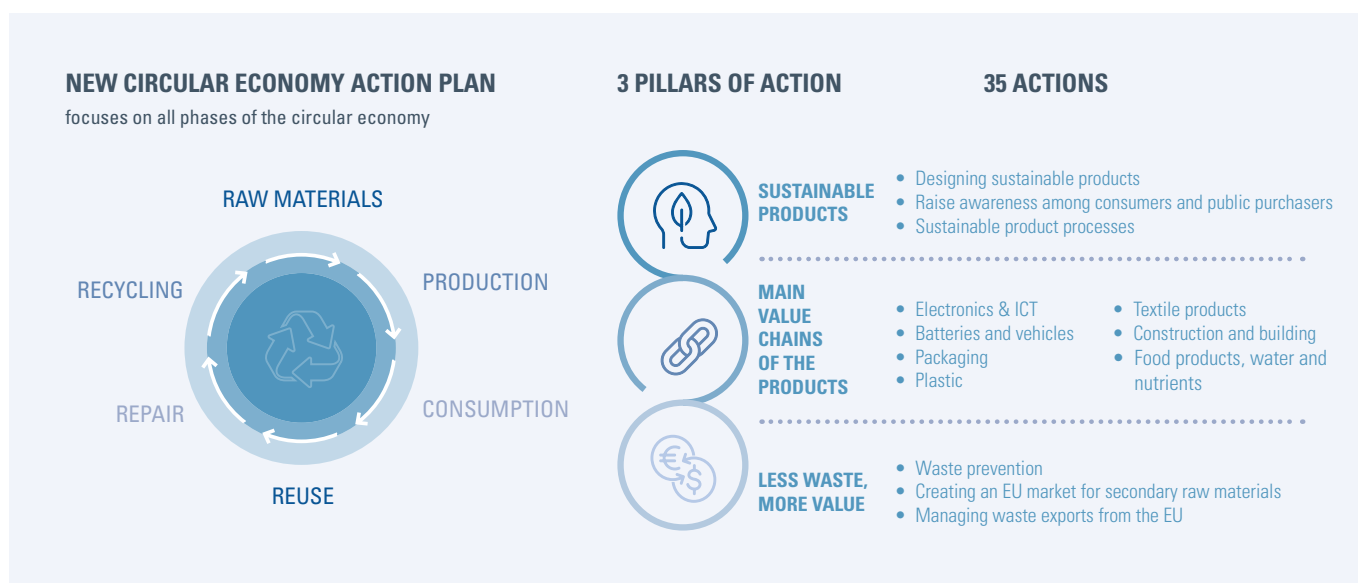 NEW CIRCULAR ECONOMY ACTION PLAN
focuses on all phases of the circular economy
RAW MATERIALS
PRODUCTION
CONSUMPTION
REUSE
REPAIR
RECYCLING
3 PILLARS OF ACTION
35 ACTIONS
SUSTAINABLE
PRODUCTS
• Designing sustainable products
• Raise awareness among consumers and public purchasers
• Sustainable product processes
MAIN
VALUE
CHAINS
OF THE
PRODUCTS
• Electronics & ICT
• Batteries and vehicles
• Packaging
• Plastic
• Textile products
• Construction and building
• Food products, water and
nutrients
€
$
LESS WASTE,
MORE VALUE
• Waste prevention
• Creating an EU market for secondary raw materials
• Managing waste exports from the EU